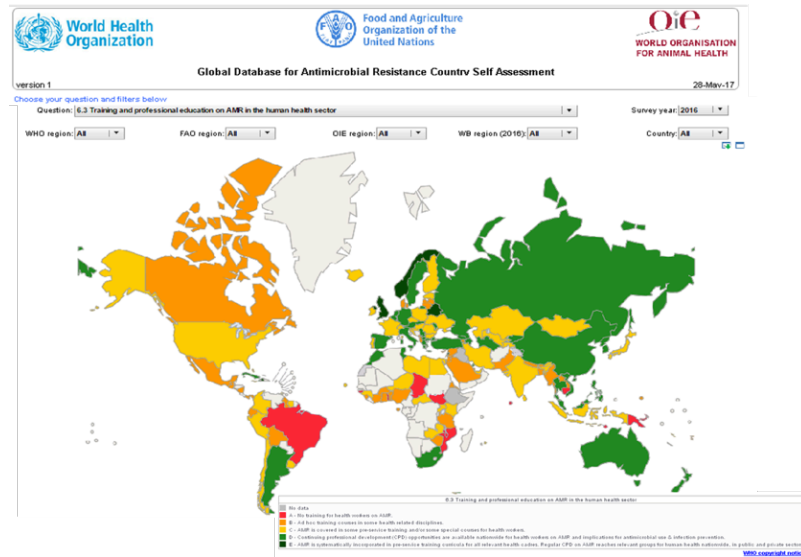 World Health
Organization
Food and Agriculture
Organization of the
United Nations
OIE
WORLD ORGANISATION
FOR ANIMAL HEALTH
Global Database for Antimicrobial Resistance Country Self Assessment
version 1
28-May-17
Choose your question and filters below
Question: 6.3 Training and professional education on AMR in the human health sector
Survey year: 2016
WHO region: All
FAO region: All
OIE region: All
WB region (2016): All
Country: All
6.3 Training and professional education on AMR in the human health sector
No data
A - No training for health workers on AMR.
B - Ad hoc training courses in some health related disciplines.
C - AMR is covered in some pre-service training and/or some special courses for health workers.
D - Continuing professional development (CPD) opportunities are available nationwide for health workers on AMR and implications for antimicrobial use & infection prevention.
E - AMR is systematically incorporated in pre-service training curricula for all relevant health cadres. Regular CPD on AMR reaches relevant groups for human health nationwide, in public and private sector
WHO copyright noti